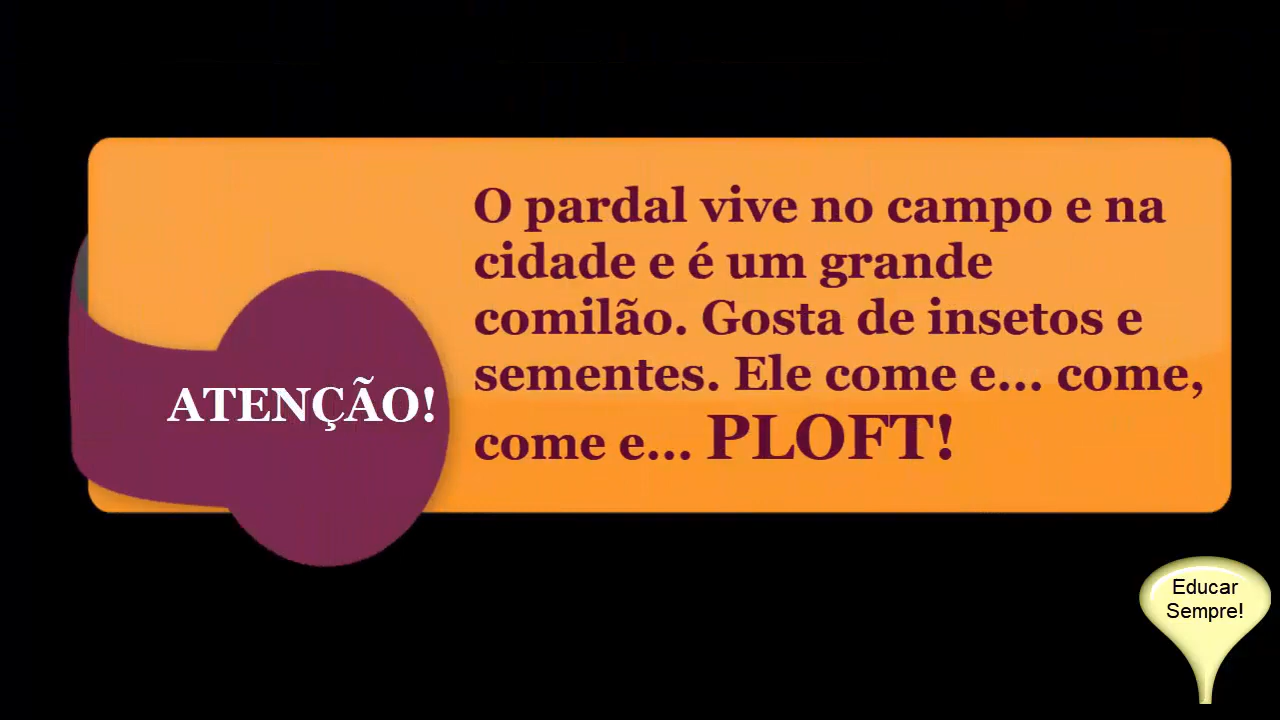 O pardal vive no campo e na
cidade e é um grande
comilão. Gosta de insetos e
sementes. Ele come e... come,
come e... PLOFT!
ATENÇÃO!
Educar
Sempre!